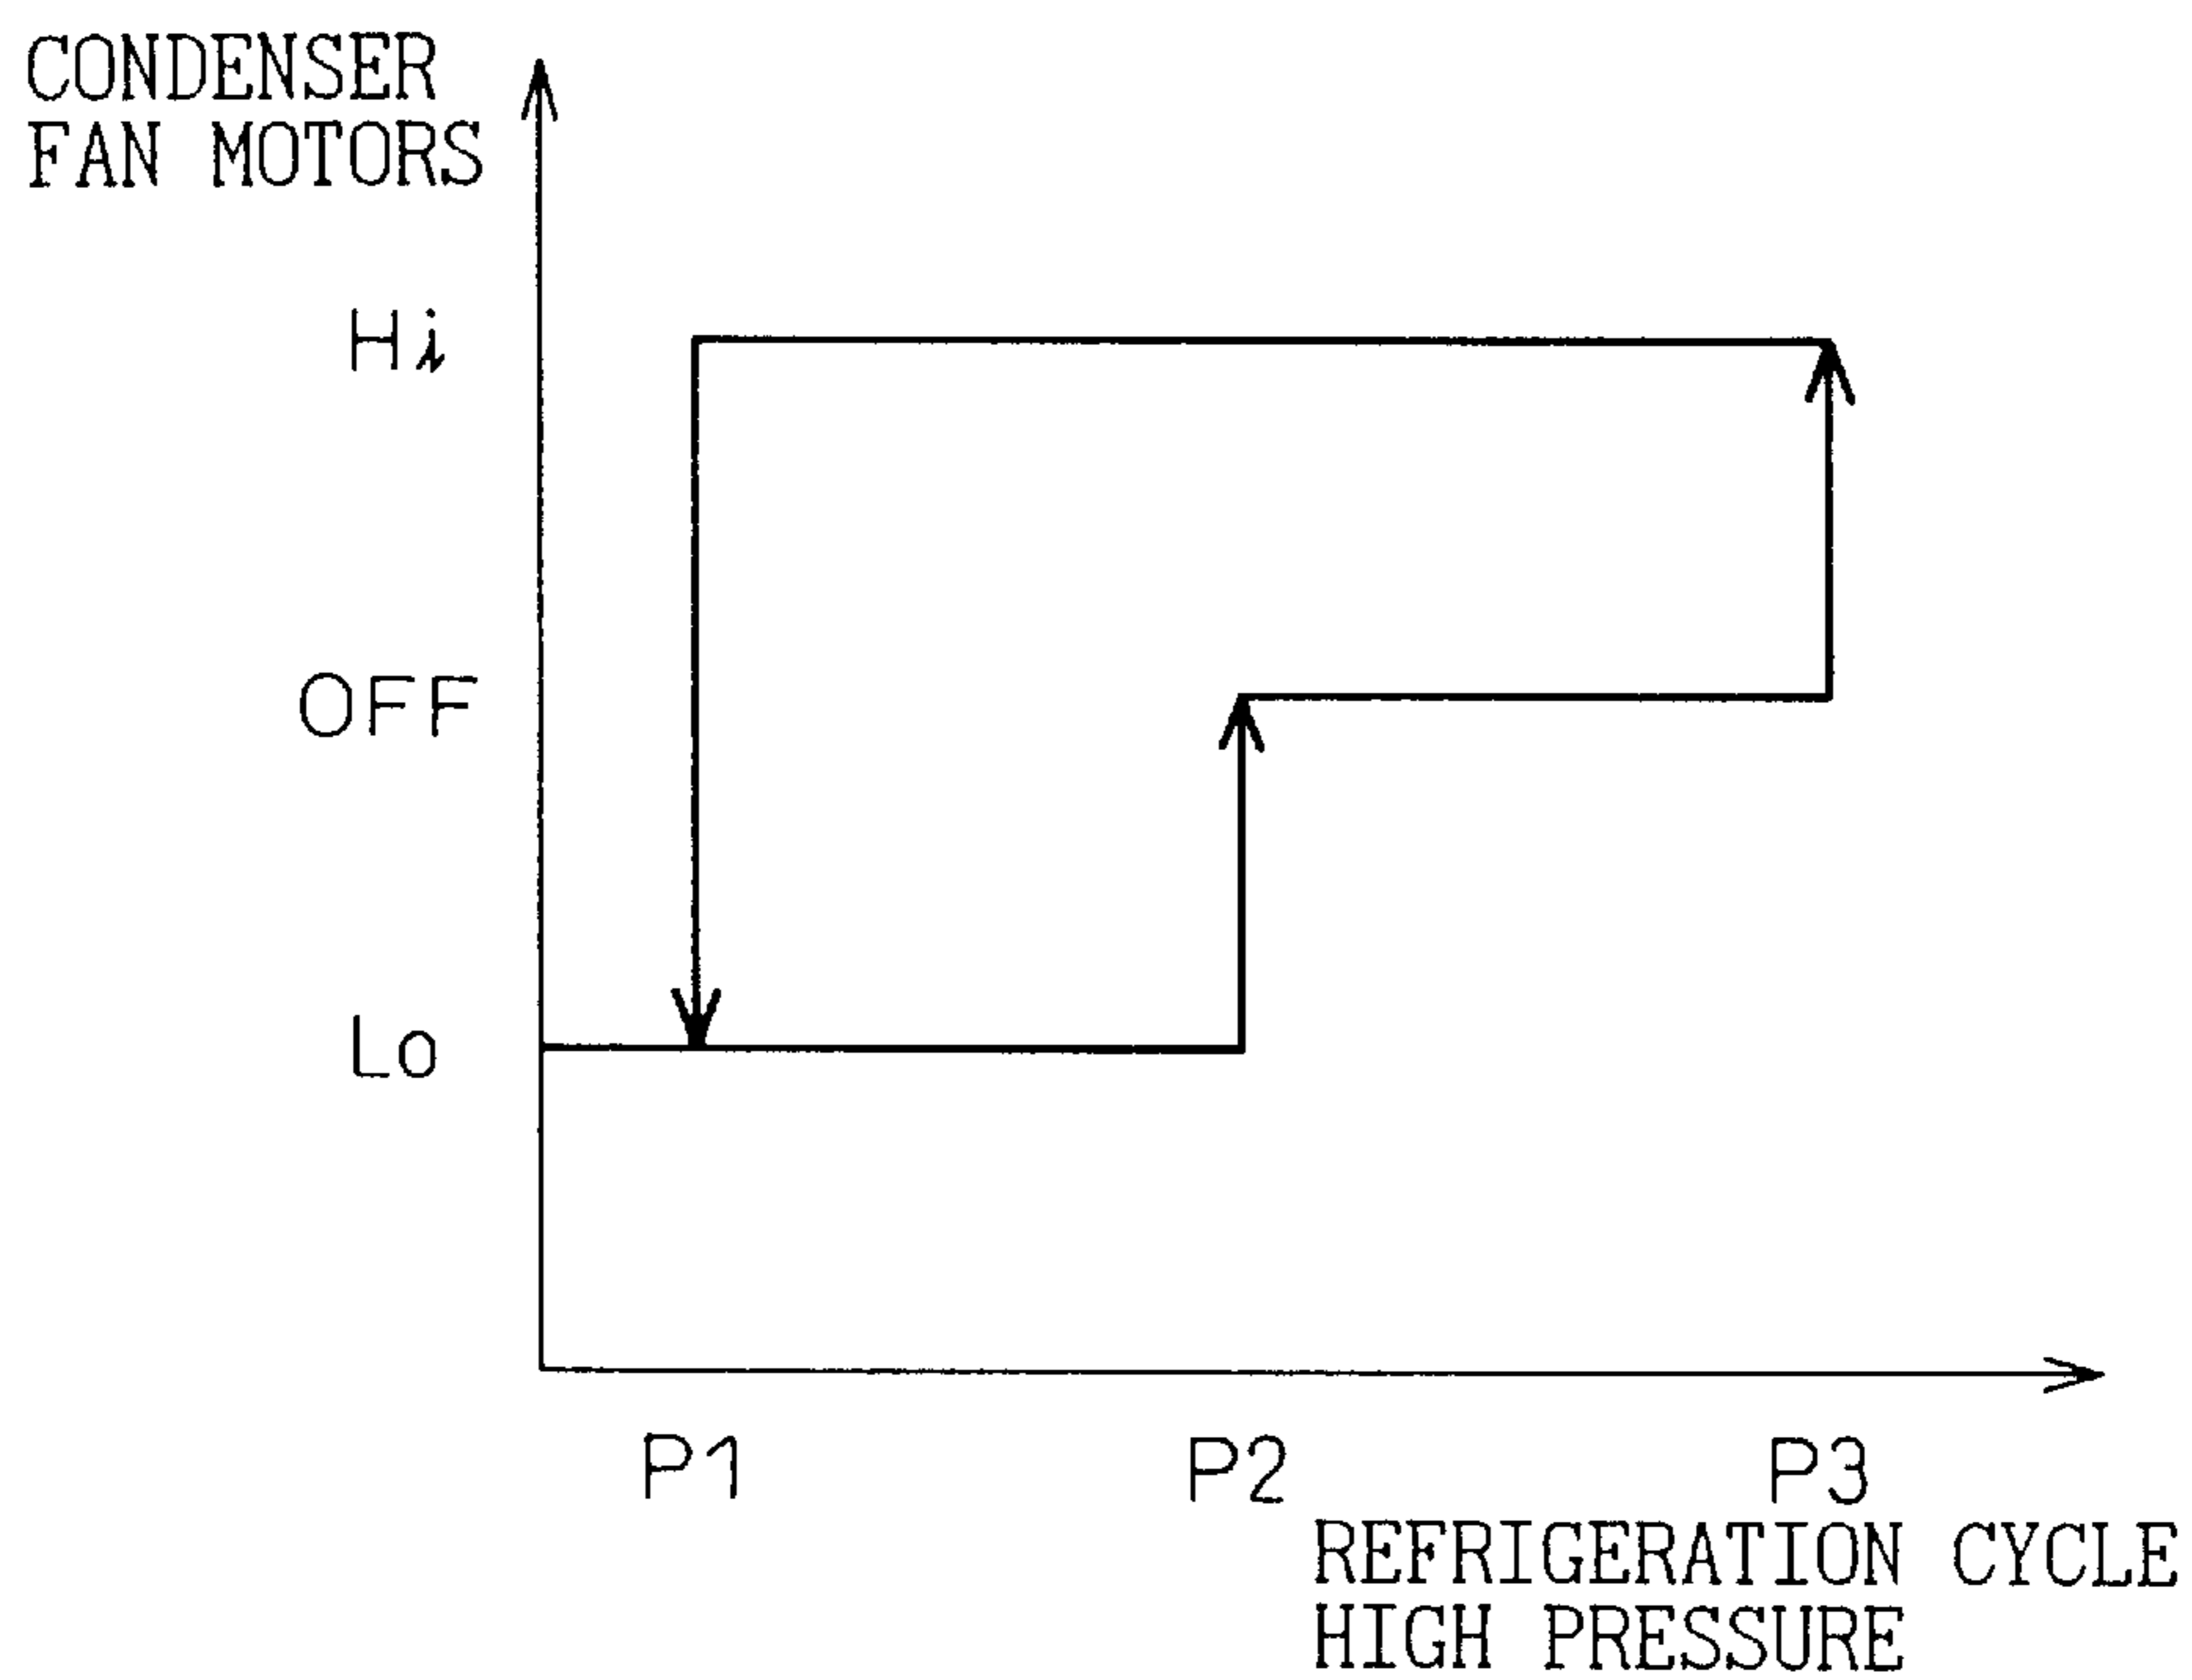 CONDENSER
FAN MOTORS
Hi
OFF
Lo
P1 P2 P3
REFRIGERATION CYCLE
HIGH PRESSURE